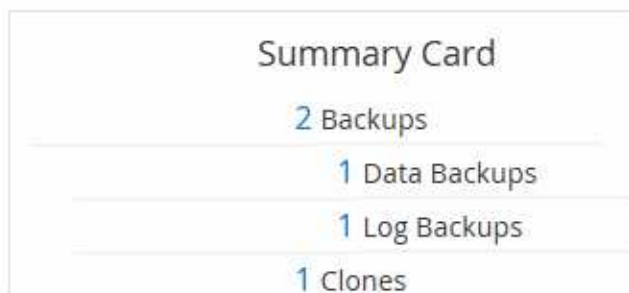 Summary Card
2 Backups
1 Data Backups
1 Log Backups
1 Clones